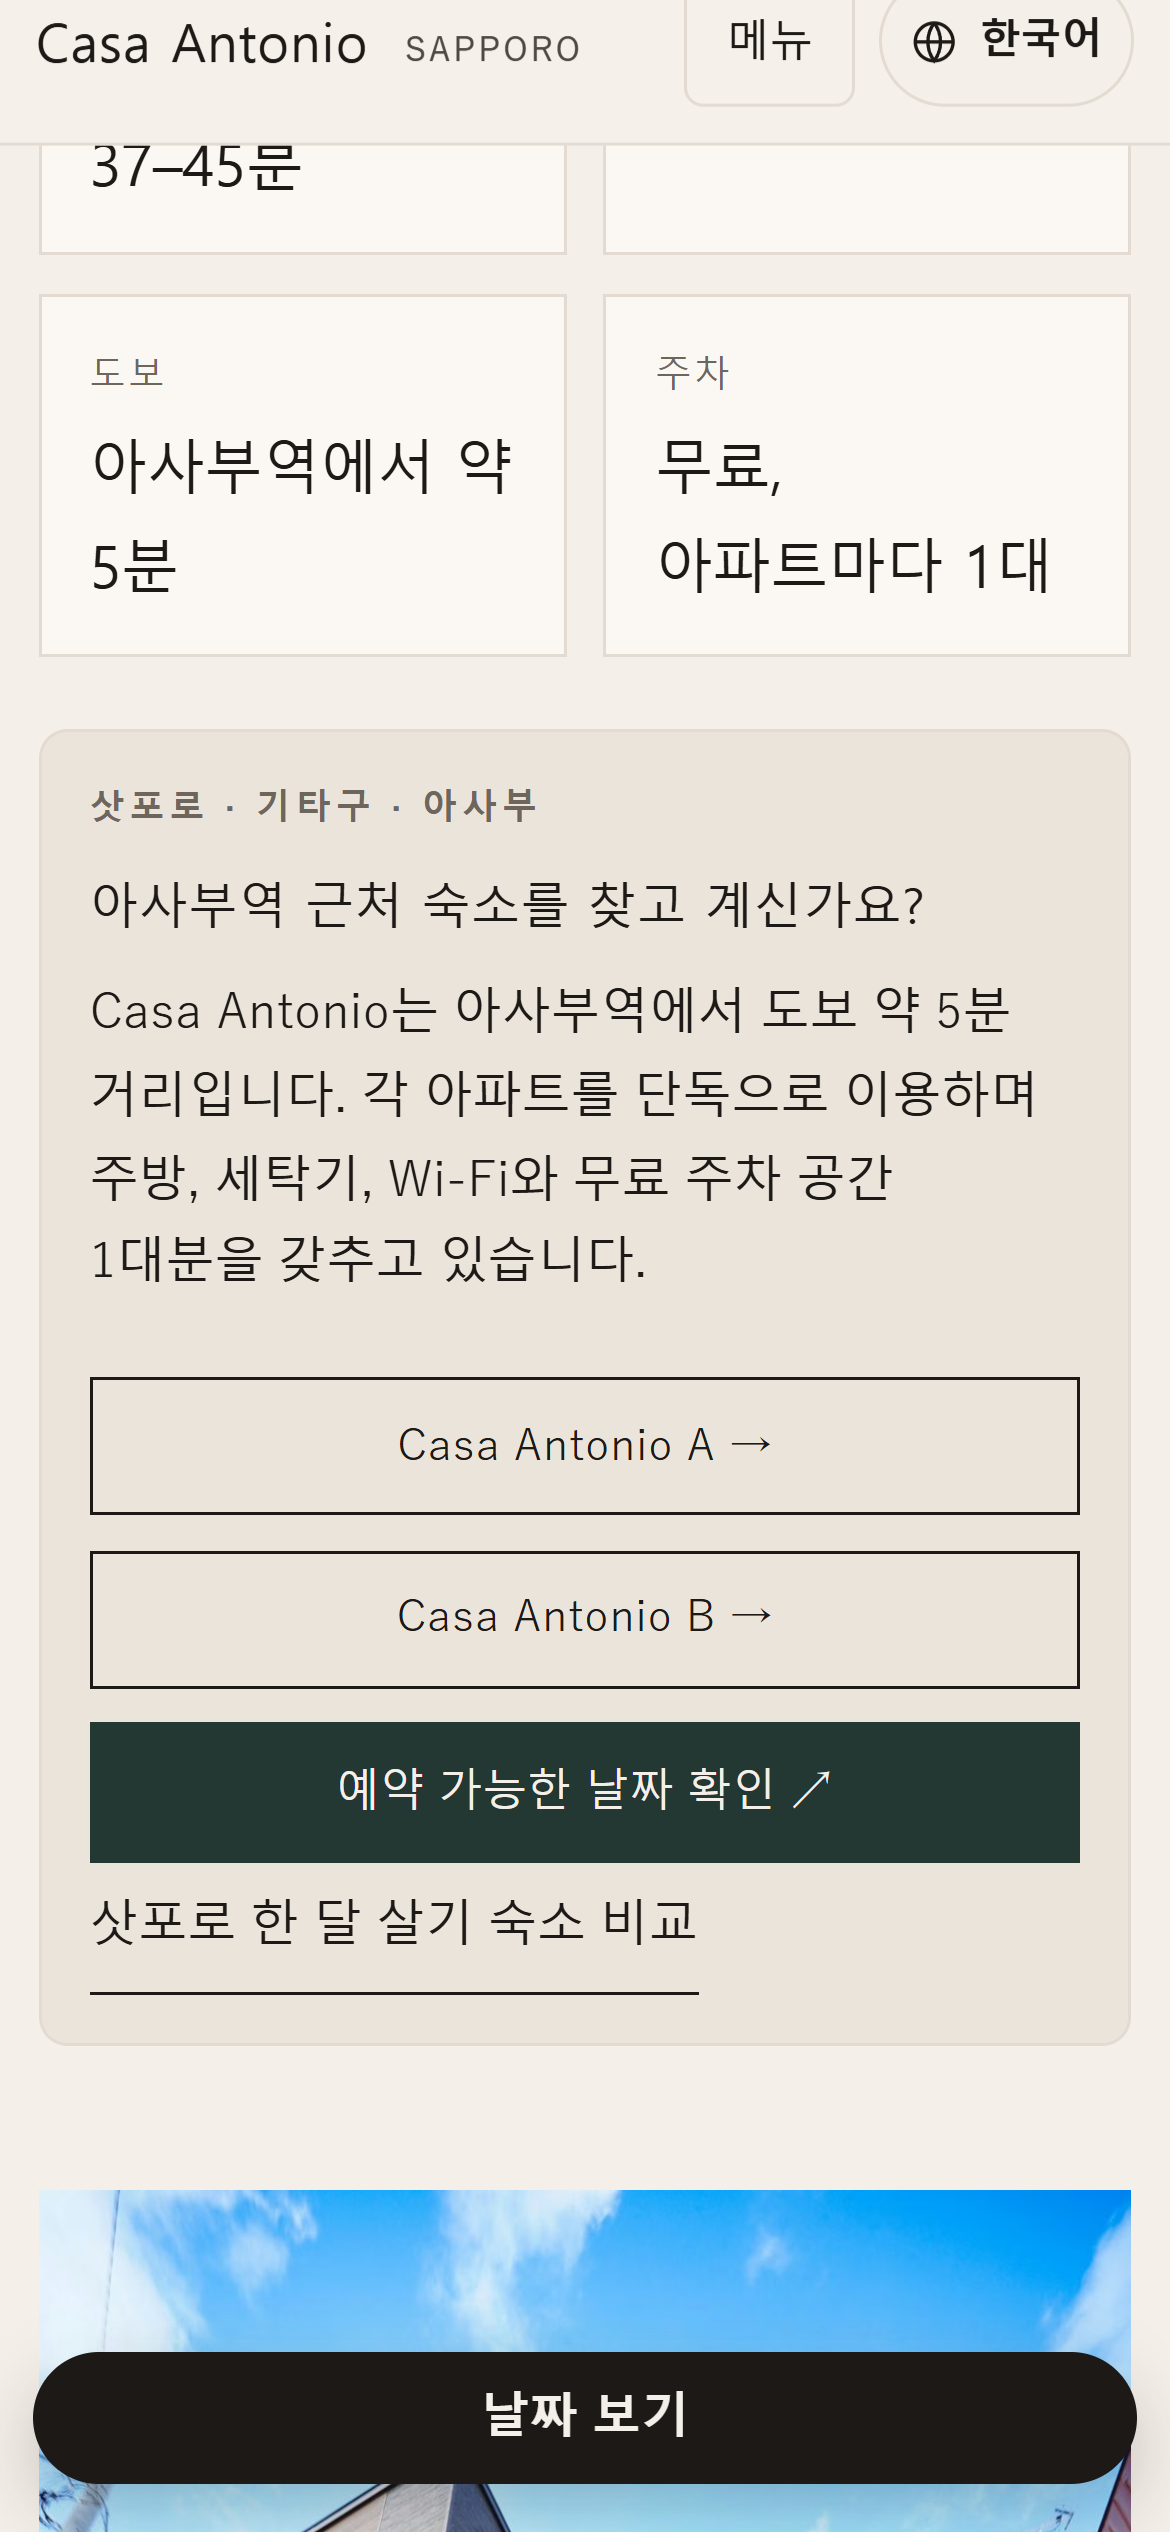 Casa Antonio SAPPORO
메뉴
한국어
37–45분
도보
아사부역에서 약
5분
주차
무료,
아파트마다 1대
삿포로 · 기타구 · 아사부
아사부역 근처 숙소를 찾고 계신가요?
Casa Antonio는 아사부역에서 도보 약 5분
거리입니다. 각 아파트를 단독으로 이용하며
주방, 세탁기, Wi-Fi와 무료 주차 공간
1대분을 갖추고 있습니다.
Casa Antonio A →
Casa Antonio B →
예약 가능한 날짜 확인 ↗
삿포로 한 달 살기 숙소 비교
날짜 보기